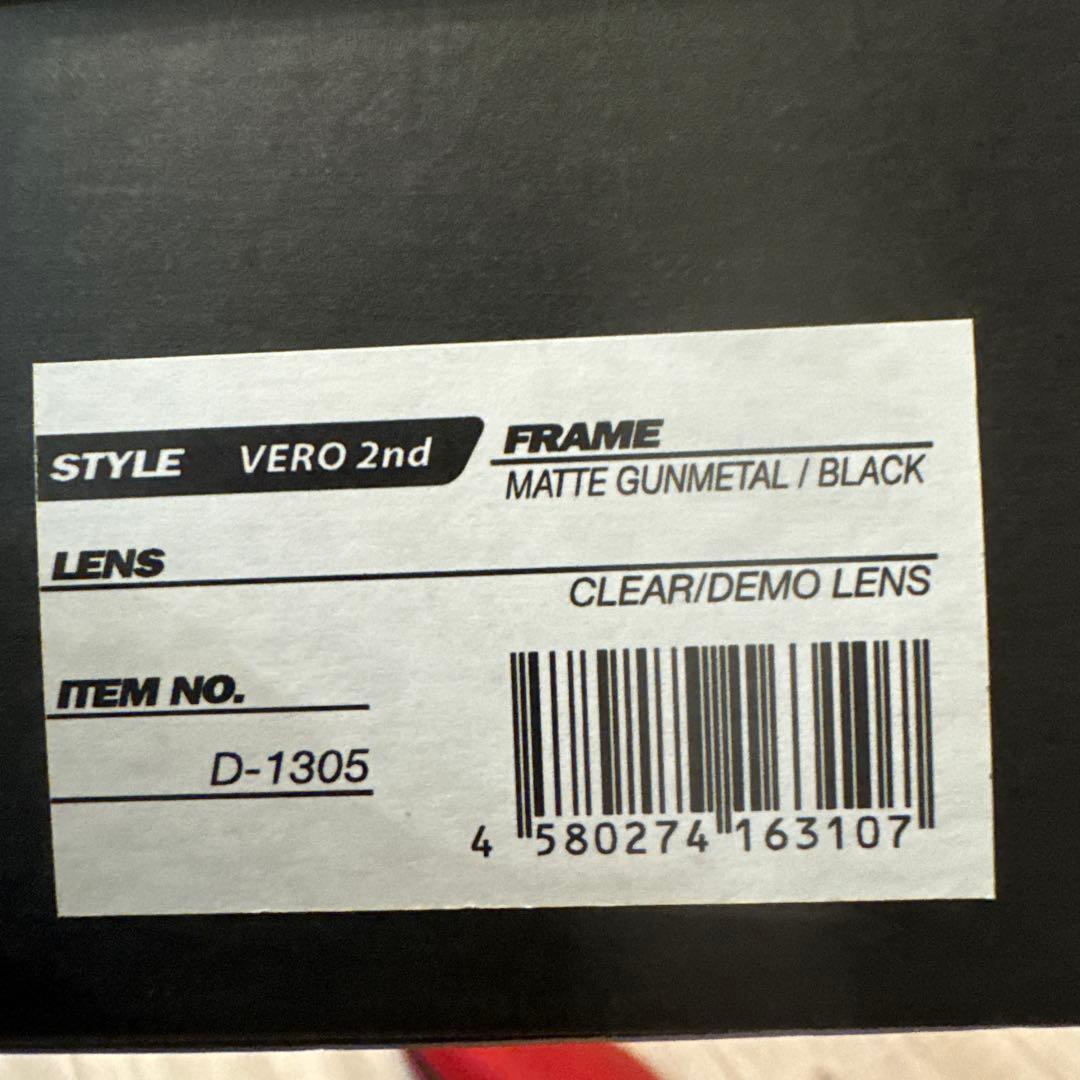 STYLE VERO 2nd
FRAME
MATTE GUNMETAL / BLACK
LENS
CLEAR/DEMO LENS
ITEM NO.
D-1305
4 580274 163107